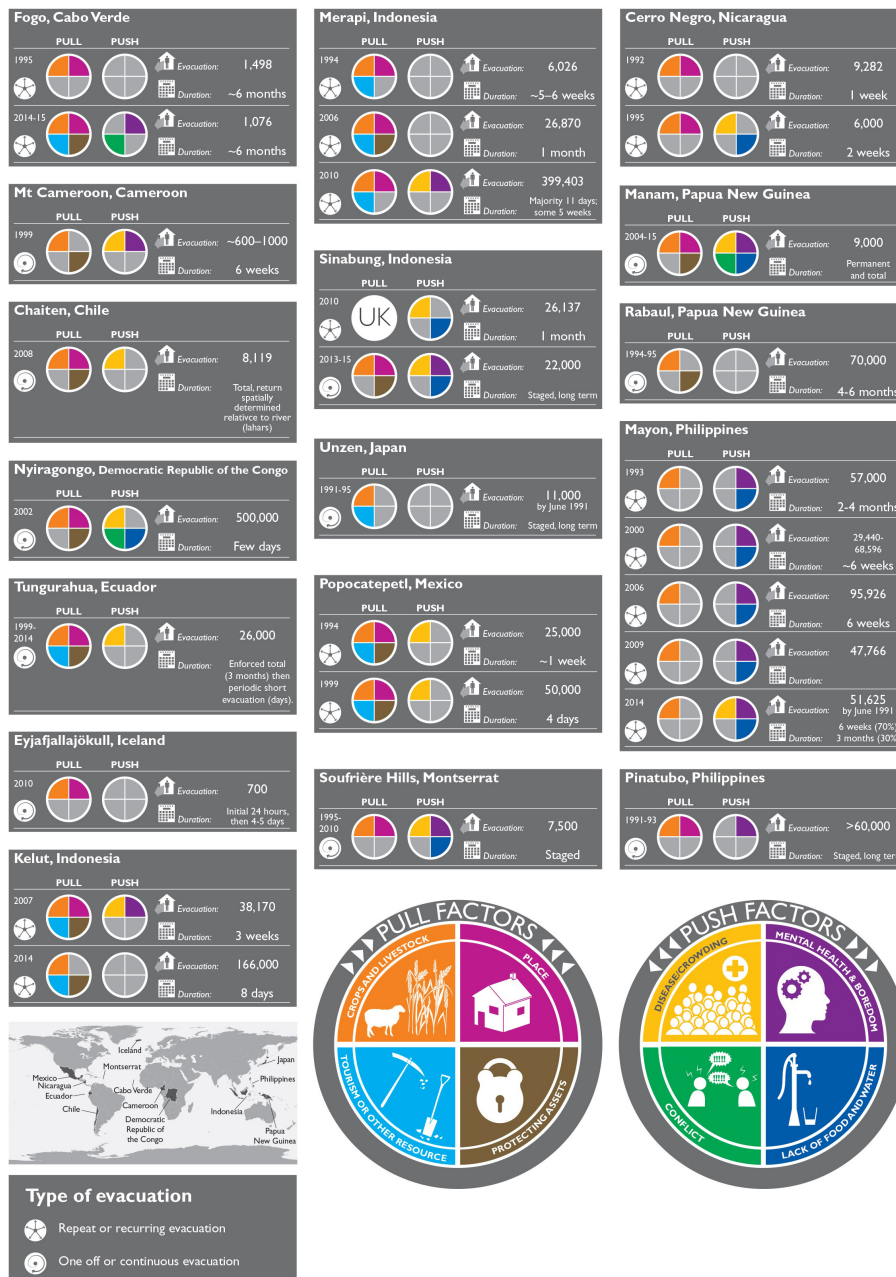 Fogo, Cabo Verde
PULL PUSH
1995
Evacuation: 1,498
Duration: ~6 months
2014-15
Evacuation: 1,076
Duration: ~6 months
Mt Cameroon, Cameroon
PULL PUSH
1999
Evacuation: ~600–1000
Duration: 6 weeks
Chaiten, Chile
PULL PUSH
2008
Evacuation: 8,119
Duration: Total, return
spatially
determined
relativce to river
(lahars)
Nyiragongo, Democratic Republic of the Congo
PULL PUSH
2002
Evacuation: 500,000
Duration: Few days
Tungurahua, Ecuador
PULL PUSH
1999-
2014
Evacuation: 26,000
Duration: Enforced total
(3 months) then
periodic short
evacuation (days).
Eyjafjallajökull, Iceland
PULL PUSH
2010
Evacuation: 700
Duration: Initial 24 hours,
then 4-5 days
Kelut, Indonesia
PULL PUSH
2007
Evacuation: 38,170
Duration: 3 weeks
2014
Evacuation: 166,000
Duration: 8 days
Merapi, Indonesia
PULL PUSH
1994
Evacuation: 6,026
Duration: ~5–6 weeks
2006
Evacuation: 26,870
Duration: 1 month
2010
Evacuation: 399,403
Duration: Majority 11 days;
some 5 weeks
Sinabung, Indonesia
PULL PUSH
2010
UK
Evacuation: 26,137
Duration: 1 month
2013-15
Evacuation: 22,000
Duration: Staged, long term
Unzen, Japan
PULL PUSH
1991-95
Evacuation: 11,000
by June 1991
Duration: Staged, long term
Popocatepetl, Mexico
PULL PUSH
1994
Evacuation: 25,000
Duration: ~1 week
1999
Evacuation: 50,000
Duration: 4 days
Soufrière Hills, Montserrat
PULL PUSH
1995-
2010
Evacuation: 7,500
Duration: Staged
Cerro Negro, Nicaragua
PULL PUSH
1992
Evacuation: 9,282
Duration: 1 week
1995
Evacuation: 6,000
Duration: 2 weeks
Manam, Papua New Guinea
PULL PUSH
2004-15
Evacuation: 9,000
Duration: Permanent
and total
Rabaul, Papua New Guinea
PULL PUSH
1994-95
Evacuation: 70,000
Duration: 4-6 months
Mayon, Philippines
PULL PUSH
1993
Evacuation: 57,000
Duration: 2-4 months
2000
Evacuation: 29,440-
68,596
Duration: ~6 weeks
2006
Evacuation: 95,926
Duration: 6 weeks
2009
Evacuation: 47,766
Duration:
2014
Evacuation: 51,625
by June 1991
Duration: 6 weeks (70%)
3 months (30%
Pinatubo, Philippines
PULL PUSH
1991-93
Evacuation: >60,000
Duration: Staged, long ter
PULL FACTORS
CROPS AND LIVESTOCK
PLACE
TOURISM OR OTHER RESOURCE
PROTECTING ASSETS
PUSH FACTORS
DISEASE/CROWDING
MENTAL HEALTH & BOREDOM
CONFLICT
LACK OF FOOD AND WATER
Iceland
Japan
Montserrat
Mexico
Nicaragua
Philippines
Cabo Verde
Ecuador
Cameroon
Chile
Indonesia
Democratic
Republic of
the Congo
Papua
New Guinea
Type of evacuation
Repeat or recurring evacuation
One off or continuous evacuation